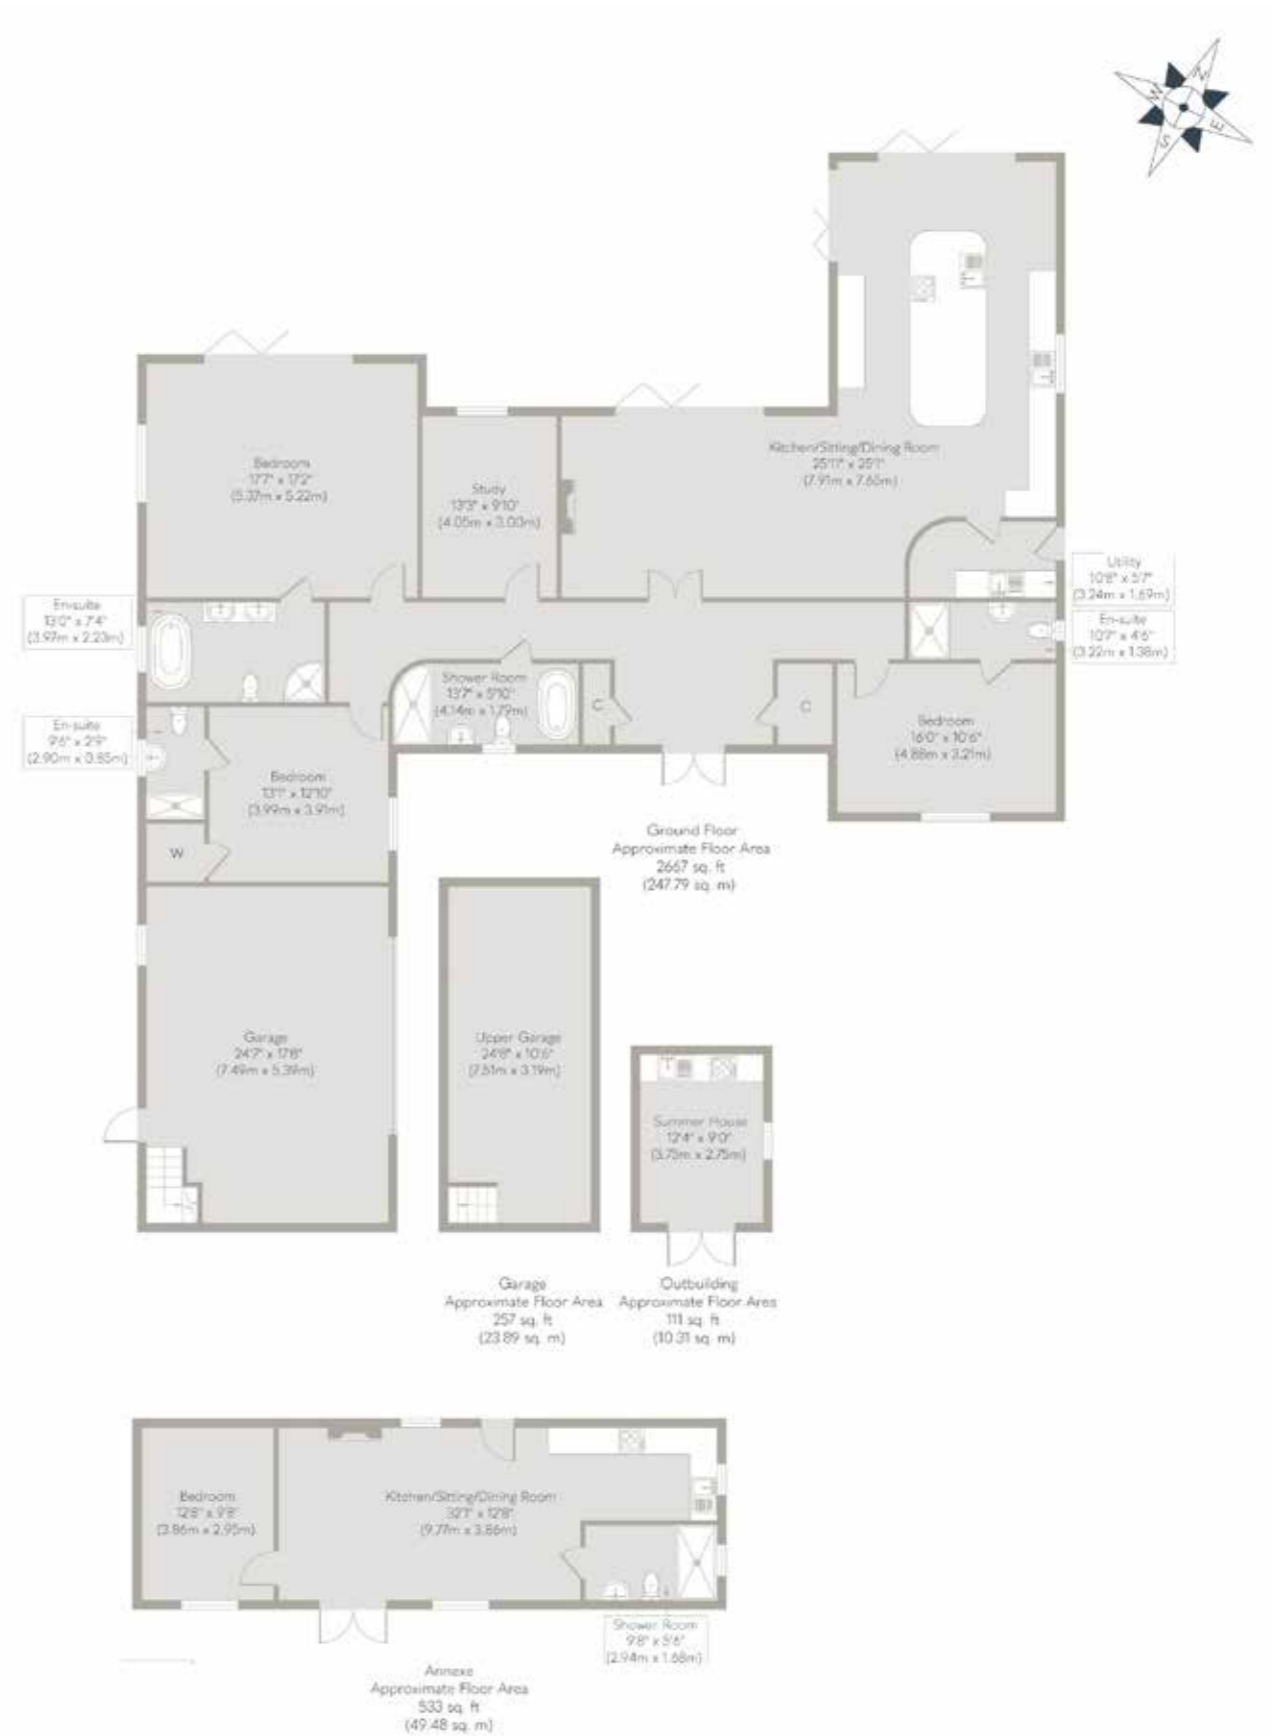 N
W
E
S
Kitchen/Sitting/Dining Room
25'11" x 25'1"
(7.91m x 7.65m)
Bedroom
17'7" x 17'2"
(5.37m x 5.22m)
Study
13'3" x 9'10"
(4.05m x 3.00m)
Utility
10'8" x 5'7"
(3.24m x 1.69m)
En-suite
13'0" x 7'4"
(3.97m x 2.23m)
En-suite
10'7" x 4'6"
(3.22m x 1.38m)
Shower Room
13'7" x 5'10"
(4.14m x 1.79m)
C
C
Bedroom
16'0" x 10'6"
(4.88m x 3.21m)
En-suite
9'6" x 2'9"
(2.90m x 0.85m)
Bedroom
13'1" x 12'10"
(3.99m x 3.91m)
W
Ground Floor
Approximate Floor Area
2667 sq. ft
(247.79 sq. m)
Garage
24'7" x 17'8"
(7.49m x 5.39m)
Upper Garage
24'8" x 10'6"
(7.51m x 3.19m)
Summer House
12'4" x 9'0"
(3.75m x 2.75m)
Garage
Approximate Floor Area
257 sq. ft
(23.89 sq. m)
Outbuilding
Approximate Floor Area
111 sq. ft
(10.31 sq. m)
Bedroom
12'8" x 9'8"
(3.86m x 2.95m)
Kitchen/Sitting/Dining Room
32'1" x 12'8"
(9.77m x 3.86m)
Shower Room
9'8" x 5'6"
(2.94m x 1.68m)
Annexe
Approximate Floor Area
533 sq. ft
(49.48 sq. m)